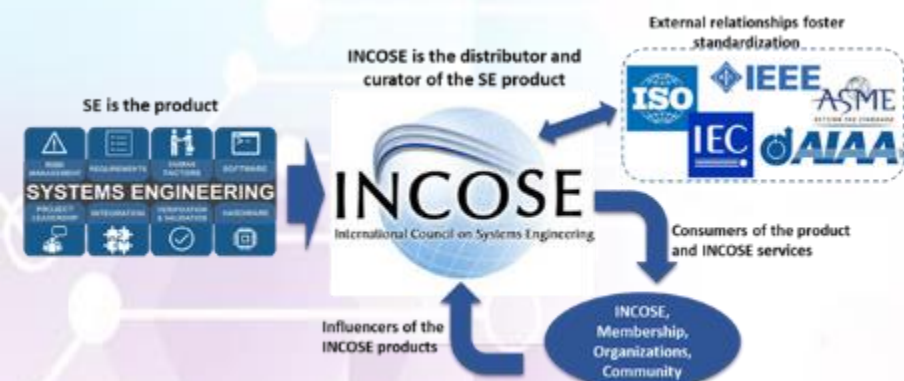 External relationships foster
standardization
INCOSE is the distributor and
curator of the SE product
SE is the product
ISO
IEEE
ASME
SETTING THE STANDARD
IEC
AIAA
RISK
MANAGEMENT
REQUIREMENTS
HUMAN
FACTORS
SOFTWARE
SYSTEMS ENGINEERING
PROJECT
LEADERSHIP
INTEGRATION
VERIFICATION
& VALIDATION
HARDWARE
INCOSE
International Council on Systems Engineering
Consumers of the product
and INCOSE services
Influencers of the
INCOSE products
INCOSE,
Membership,
Organizations,
Community